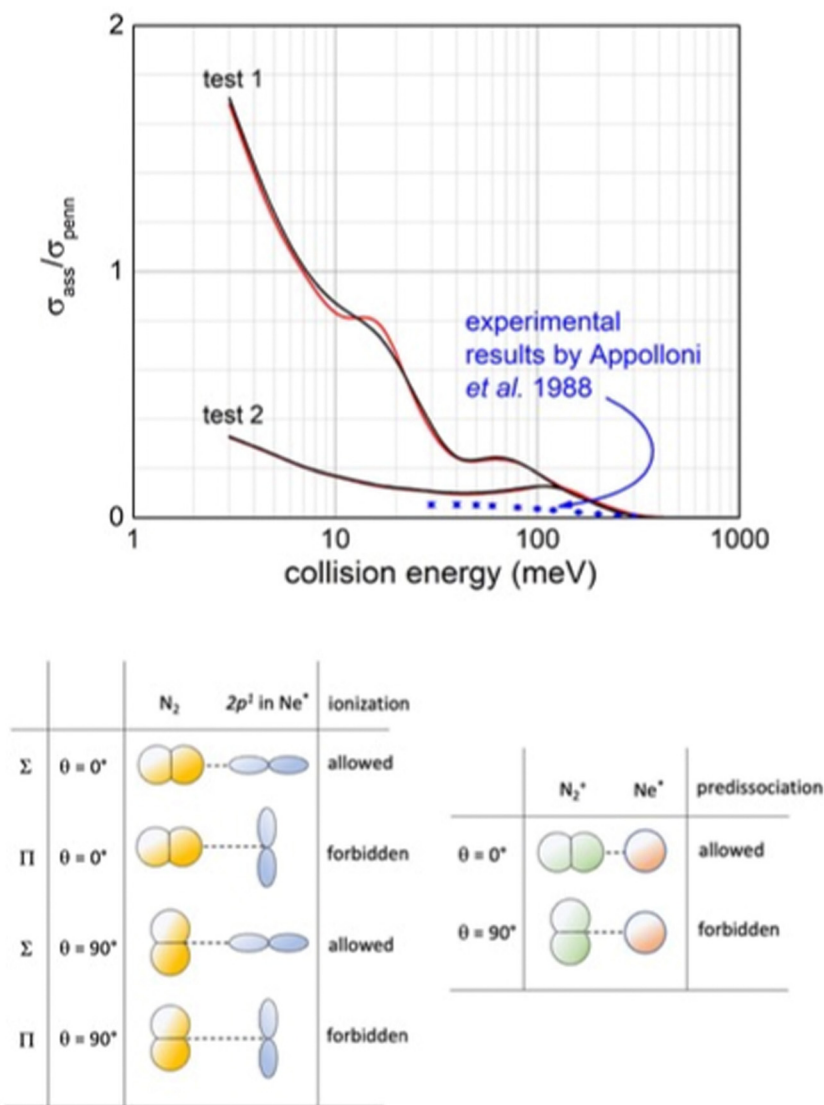 2
test 1
1
σass/σpenn
experimental
results by Appolloni
et al. 1988
test 2
0
1 10 100 1000
collision energy (meV)
N2 2p¹ in Ne* ionization
Σ θ = 0° allowed
Π θ = 0° forbidden
Σ θ = 90° allowed
Π θ = 90° forbidden
N2⁺ Ne* predissociation
θ = 0° allowed
θ = 90° forbidden